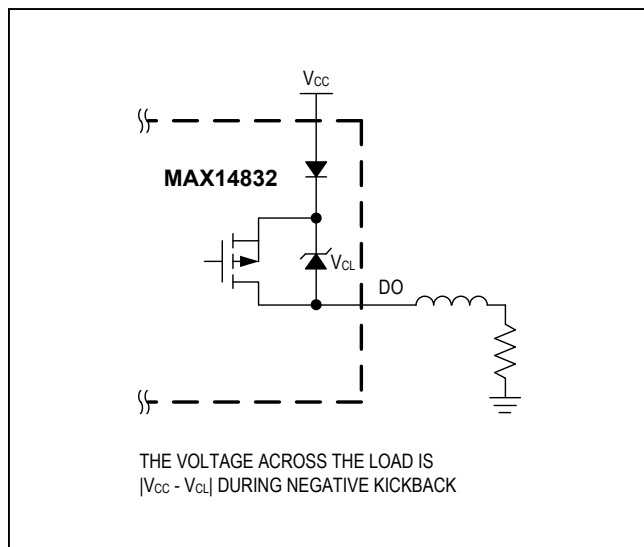 VCC
MAX14832
VCL
DO
THE VOLTAGE ACROSS THE LOAD IS
|VCC - VCL| DURING NEGATIVE KICKBACK